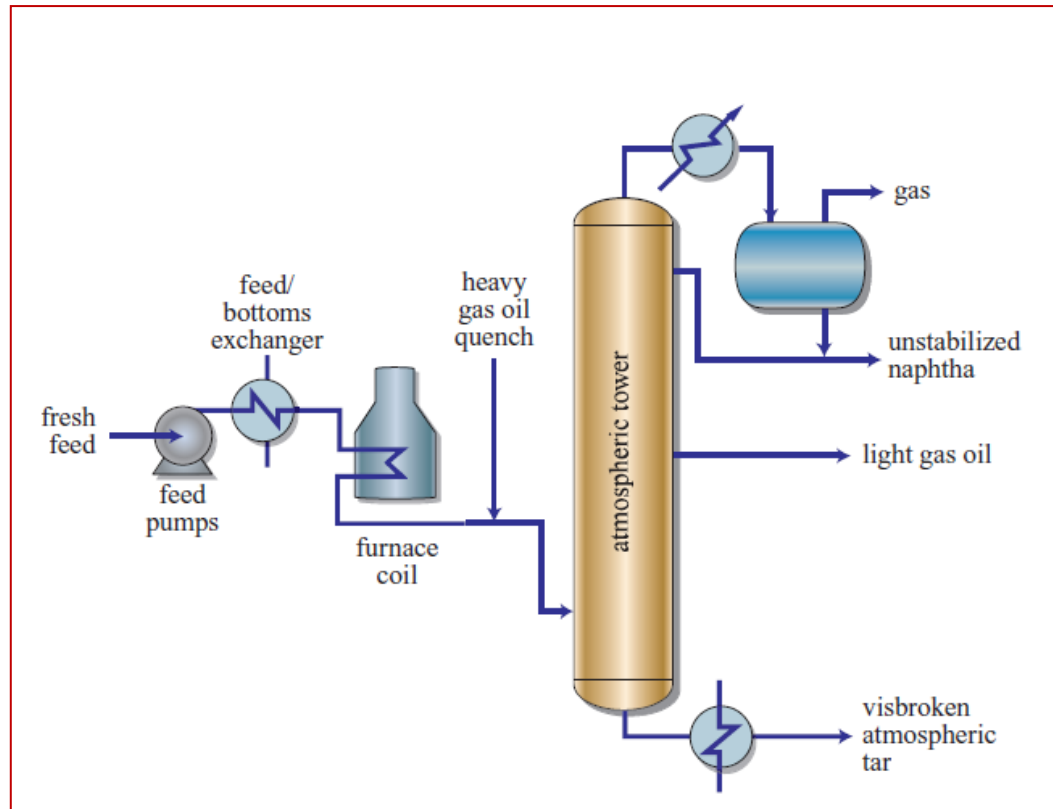 gas
feed/
bottoms
exchanger
heavy
gas oil
quench
unstabilized
naphtha
fresh
feed
atmospheric tower
light gas oil
feed
pumps
furnace
coil
visbroken
atmospheric
tar